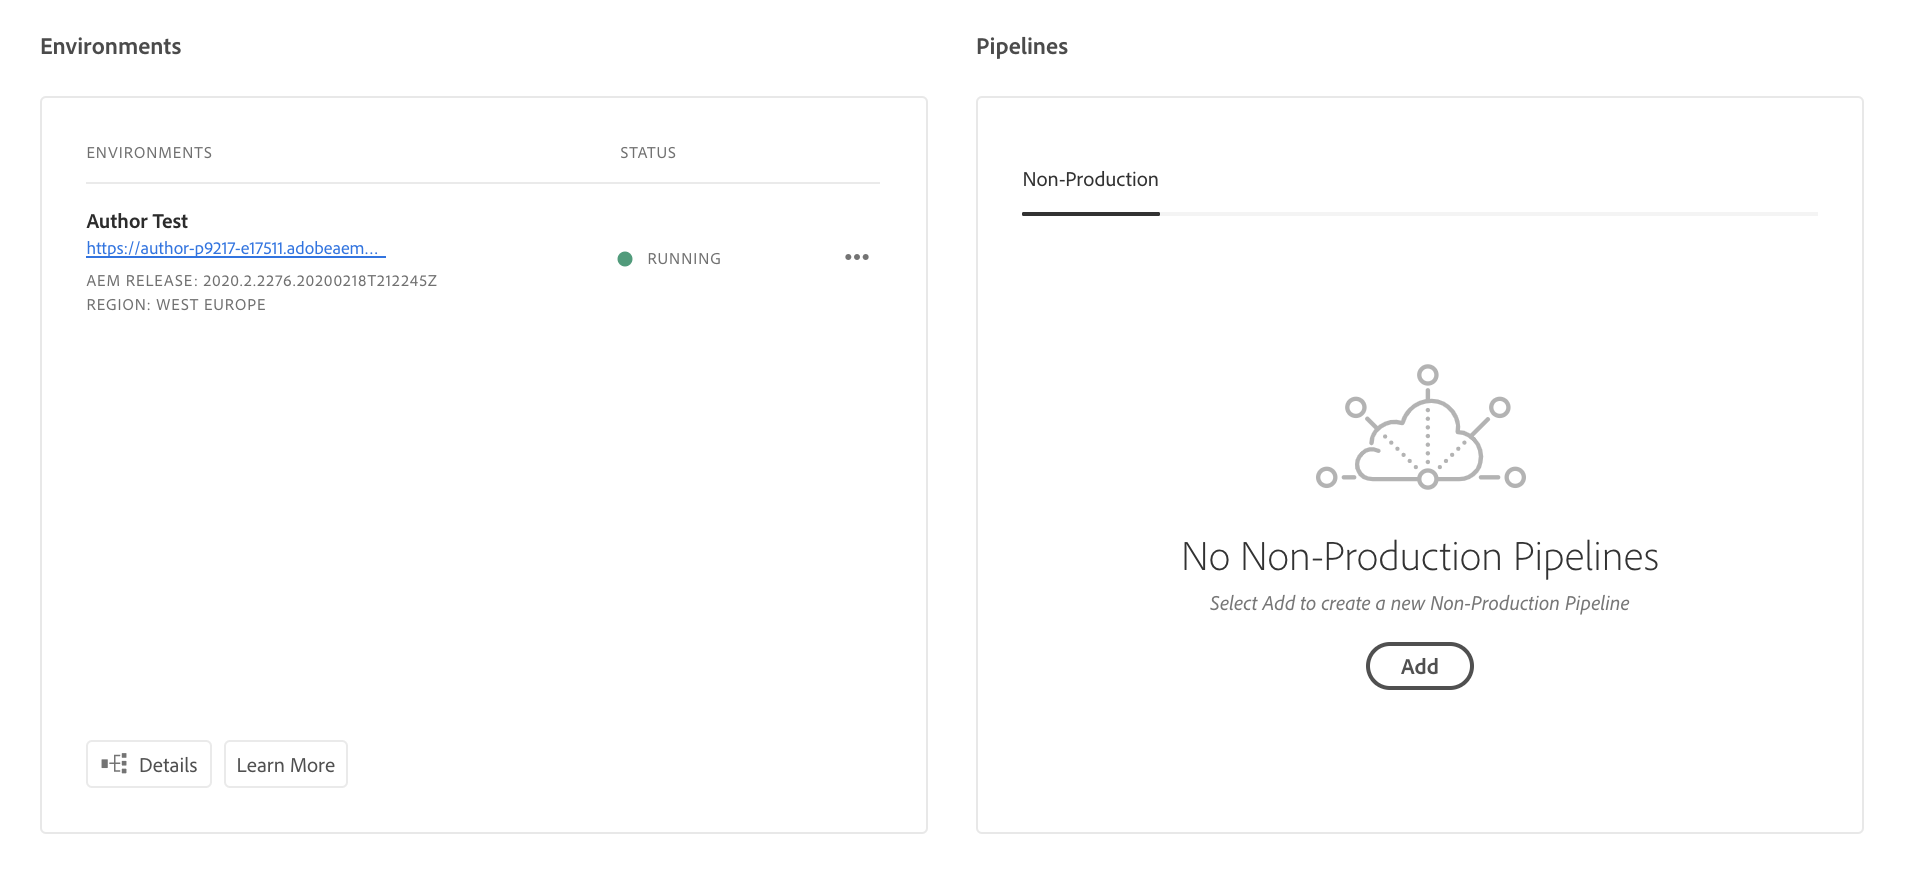 Environments
ENVIRONMENTS STATUS
Author Test
https://author-p9217-e17511.adobeaem...
RUNNING
AEM RELEASE: 2020.2.2276.20200218T212245Z
REGION: WEST EUROPE
Details
Learn More
Pipelines
Non-Production
No Non-Production Pipelines
Select Add to create a new Non-Production Pipeline
Add